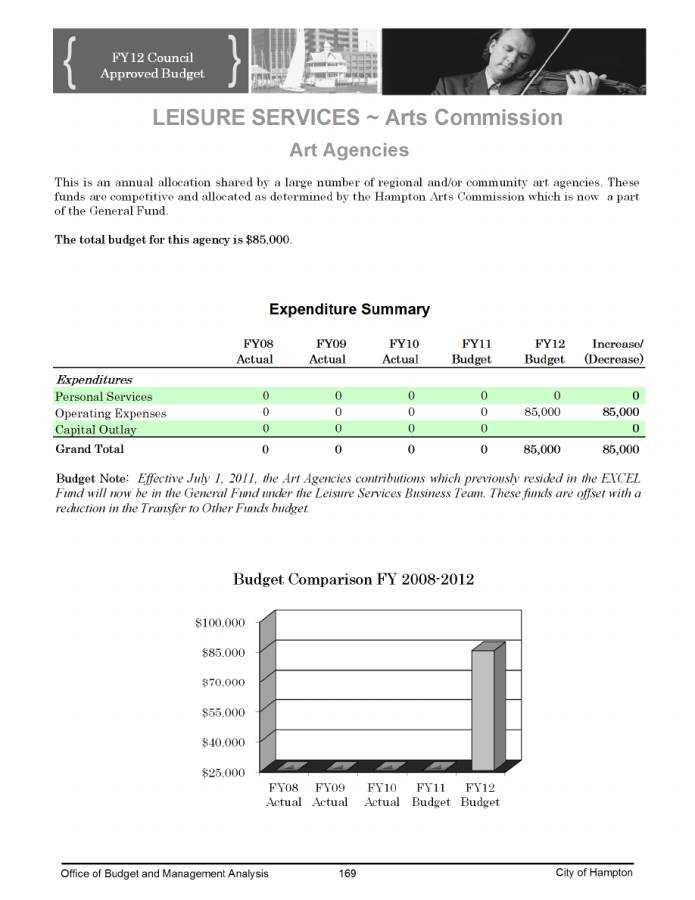 FY12 Council
Approved Budget
LEISURE SERVICES ~ Arts Commission
Art Agencies
This is an annual allocation shared by a large number of regional and/or community art agencies. These
funds are competitive and allocated as determined by the Hampton Arts Commission which is now a part
of the General Fund.
The total budget for this agency is $85,000.
Expenditure Summary
FY08 FY09 FY10 FY11 FY12 Increase/
Actual Actual Actual Budget Budget (Decrease)
Expenditures
Personal Services 0 0 0 0 0 0
Operating Expenses 0 0 0 0 85,000 85,000
Capital Outlay 0 0 0 0 0
Grand Total 0 0 0 0 85,000 85,000
Budget Note: Effective July 1, 2011, the Art Agencies contributions which previously resided in the EXCEL
Fund will now be in the General Fund under the Leisure Services Business Team. These funds are offset with a
reduction in the Transfer to Other Funds budget.
Budget Comparison FY 2008-2012
$100,000
$85,000
$70,000
$55,000
$40,000
$25,000
FY08 FY09 FY10 FY11 FY12
Actual Actual Actual Budget Budget
Office of Budget and Management Analysis 169 City of Hampton